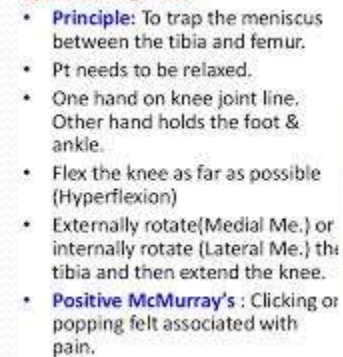 • Principle: To trap the meniscus
between the tibia and femur.
• Pt needs to be relaxed.
• One hand on knee joint line.
Other hand holds the foot &
ankle.
• Flex the knee as far as possible
(Hyperflexion)
• Externally rotate(Medial Me.) or
internally rotate (Lateral Me.) the
tibia and then extend the knee.
• Positive McMurray's : Clicking or
popping felt associated with
pain.